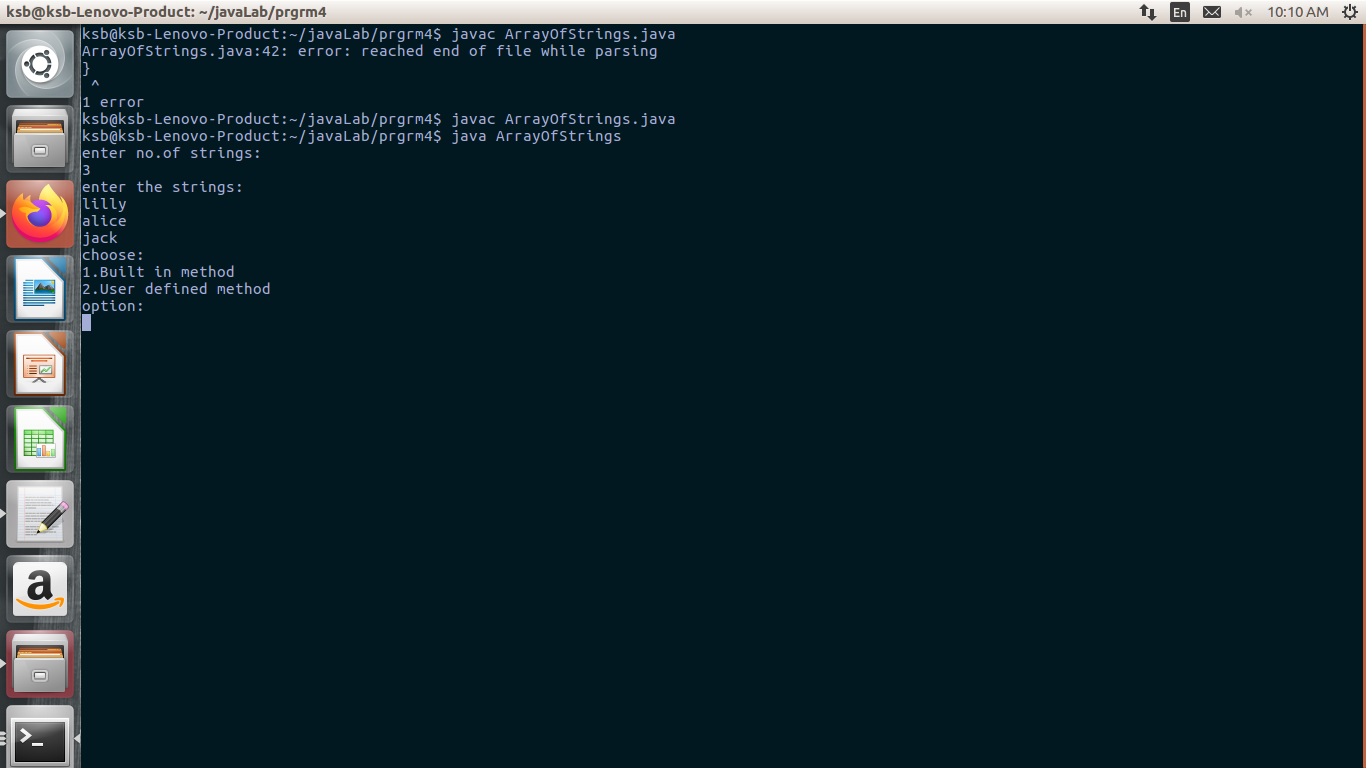 ksb@ksb-Lenovo-Product: ~/javaLab/prgrm4
En
10:10 AM
ksb@ksb-Lenovo-Product:~/javaLab/prgrm4$ javac ArrayOfStrings.java
ArrayOfStrings.java:42: error: reached end of file while parsing
}
^
1 error
ksb@ksb-Lenovo-Product:~/javaLab/prgrm4$ javac ArrayOfStrings.java
ksb@ksb-Lenovo-Product:~/javaLab/prgrm4$ java ArrayOfStrings
enter no.of strings:
3
enter the strings:
lilly
alice
jack
choose:
1.Built in method
2.User defined method
option:
a
>_